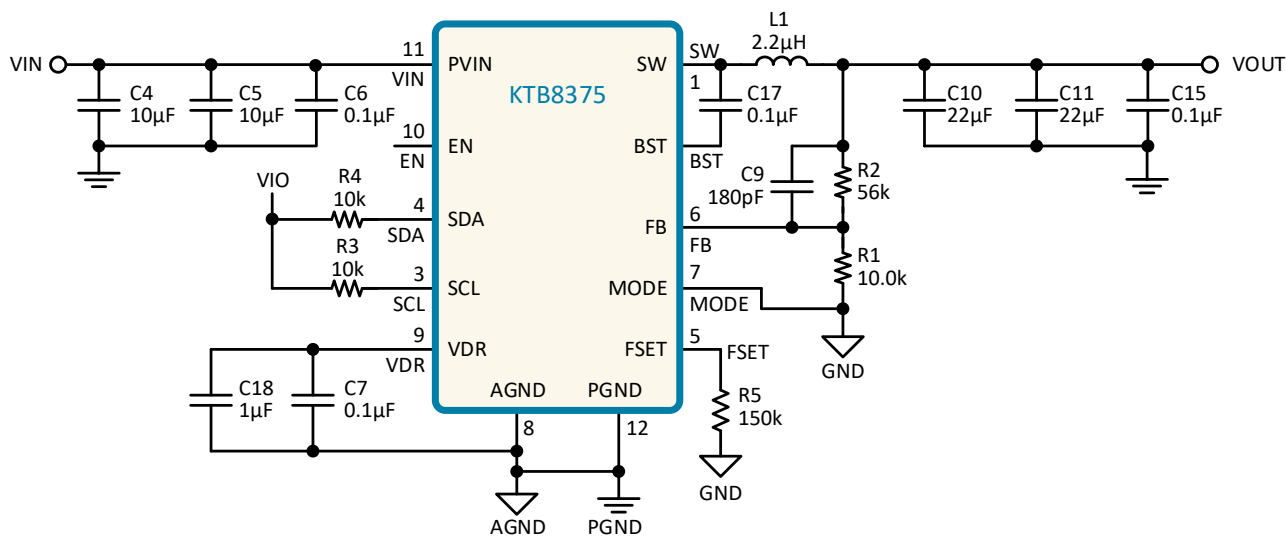 L1
2.2µH
VIN
11
VIN
PVIN
SW
SW
1
VOUT
KTB8375
C4
10µF
C5
10µF
C6
0.1µF
C17
0.1µF
C10
22µF
C11
22µF
C15
0.1µF
10
EN
EN
BST
BST
VIO
R4
10k
4
SDA
SDA
C9
180pF
R2
56k
FB
6
FB
R3
10k
3
SCL
SCL
R1
10.0k
MODE
7
MODE
9
VDR
VDR
FSET
5
FSET
GND
C18
1µF
C7
0.1µF
AGND
PGND
R5
150k
8
12
GND
AGND
PGND